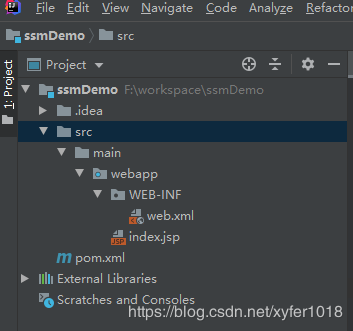 File Edit View Navigate Code Analyze Refactor
ssmDemo src
1: Project
Project
ssmDemo F:\workspace\ssmDemo
.idea
src
main
webapp
WEB-INF
web.xml
index.jsp
pom.xml
External Libraries
Scratches and Consoles
https://blog.csdn.net/xyfer1018